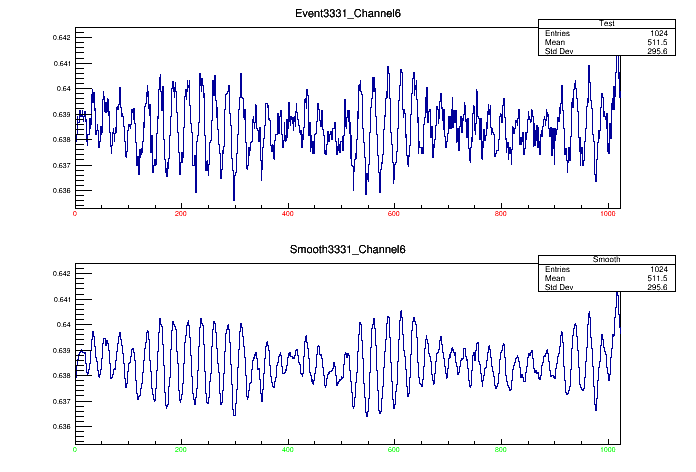 Event3331_Channel6
Test
Entries 1024
Mean 511.5
Std Dev 295.6
0.642
0.641
0.64
0.639
0.638
0.637
0.636
0 200 400 600 800 1000
Smooth3331_Channel6
Smooth
Entries 1024
Mean 511.5
Std Dev 295.6
0.642
0.641
0.64
0.639
0.638
0.637
0.636
0 200 400 600 800 1000